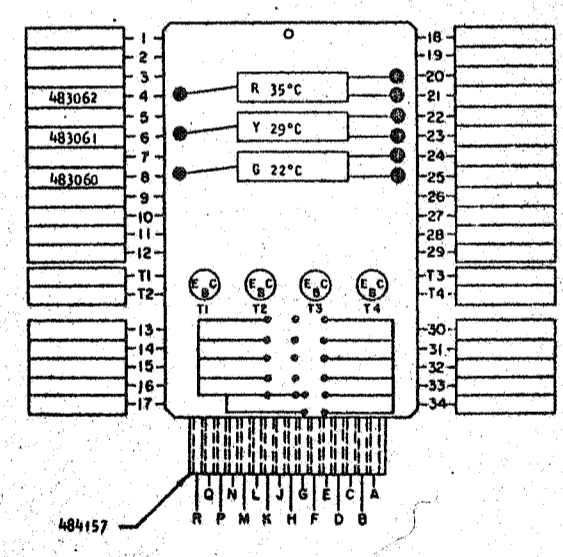 1
2
3
483062 4
5
483061 6
7
483060 8
9
10
11
12
T1
T2
13
14
15
16
17
R 35°C
Y 29°C
G 22°C
E B C
E B C
E B C
E B C
T1 T2 T3 T4
18
19
20
21
22
23
24
25
26
27
28
29
T3
T4
30
31
32
33
34
Q N L J G E C A
R P M K H F D B
484157